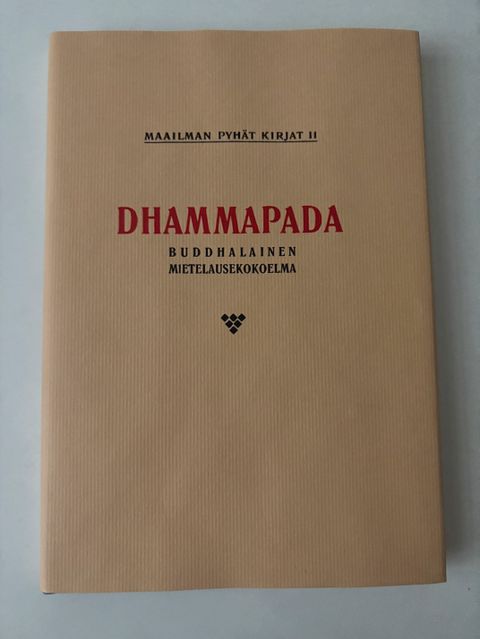 MAAILMAN PYHÄT KIRJAT II
DHAMMAPADA
BUDDHALAINEN
MIETELAUSEKOKOELMA